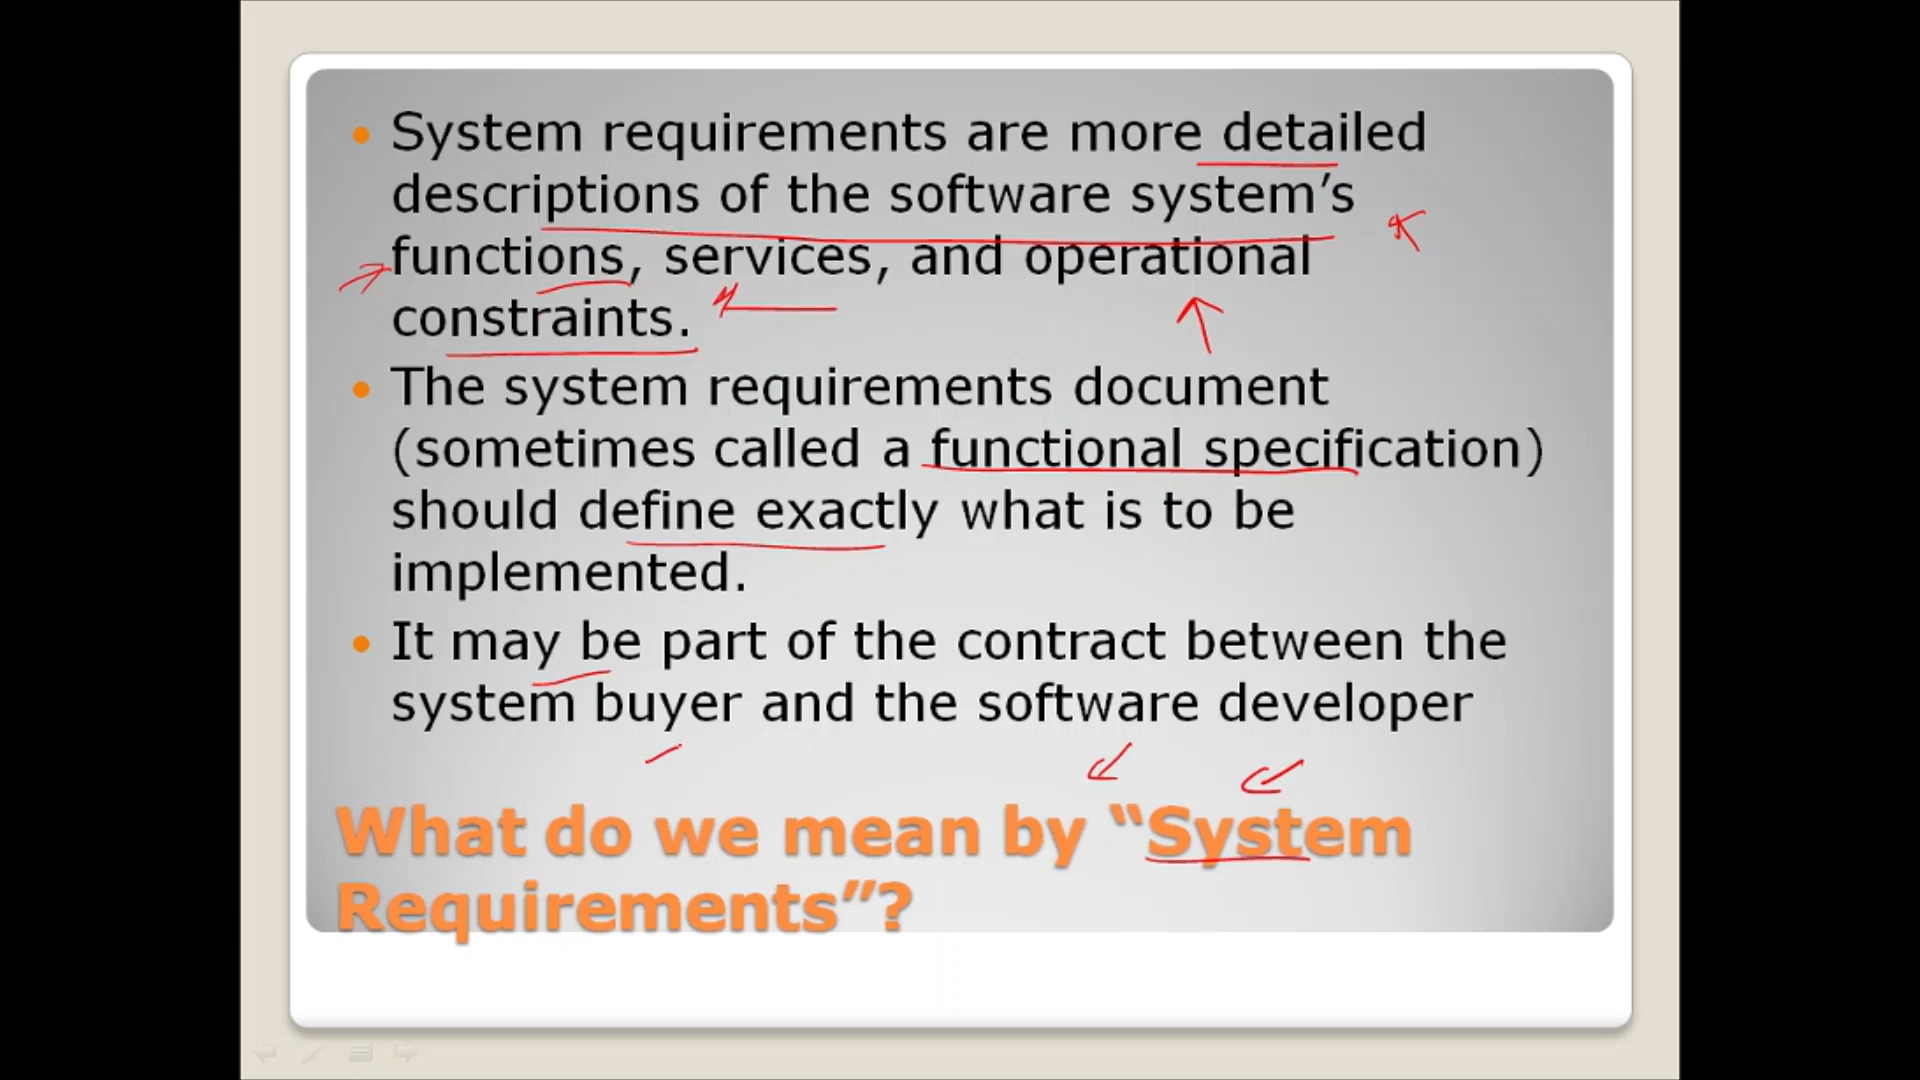 • System requirements are more detailed
descriptions of the software system’s
functions, services, and operational
constraints.
• The system requirements document
(sometimes called a functional specification)
should define exactly what is to be
implemented.
• It may be part of the contract between the
system buyer and the software developer
What do we mean by “System
Requirements”?